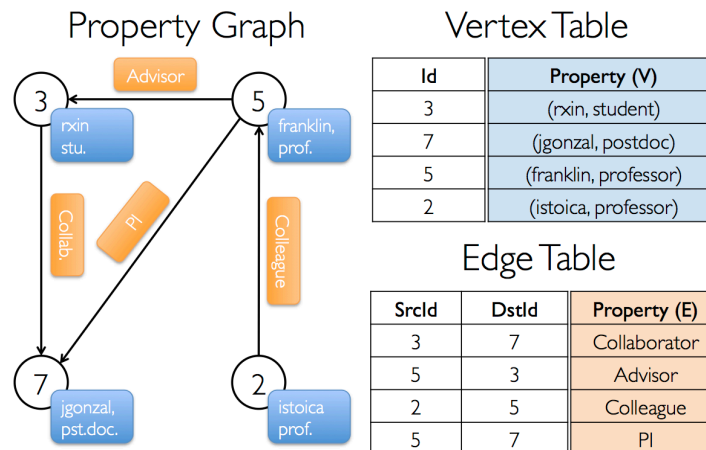 Property Graph
Advisor
3
rxin
stu.
5
franklin,
prof.
Collab.
PI
Colleague
7
jgonzal,
pst.doc.
2
istoica
prof.
Vertex Table
Id Property (V)
3 (rxin, student)
7 (jgonzal, postdoc)
5 (franklin, professor)
2 (istoica, professor)
Edge Table
SrcId DstId Property (E)
3 7 Collaborator
5 3 Advisor
2 5 Colleague
5 7 PI